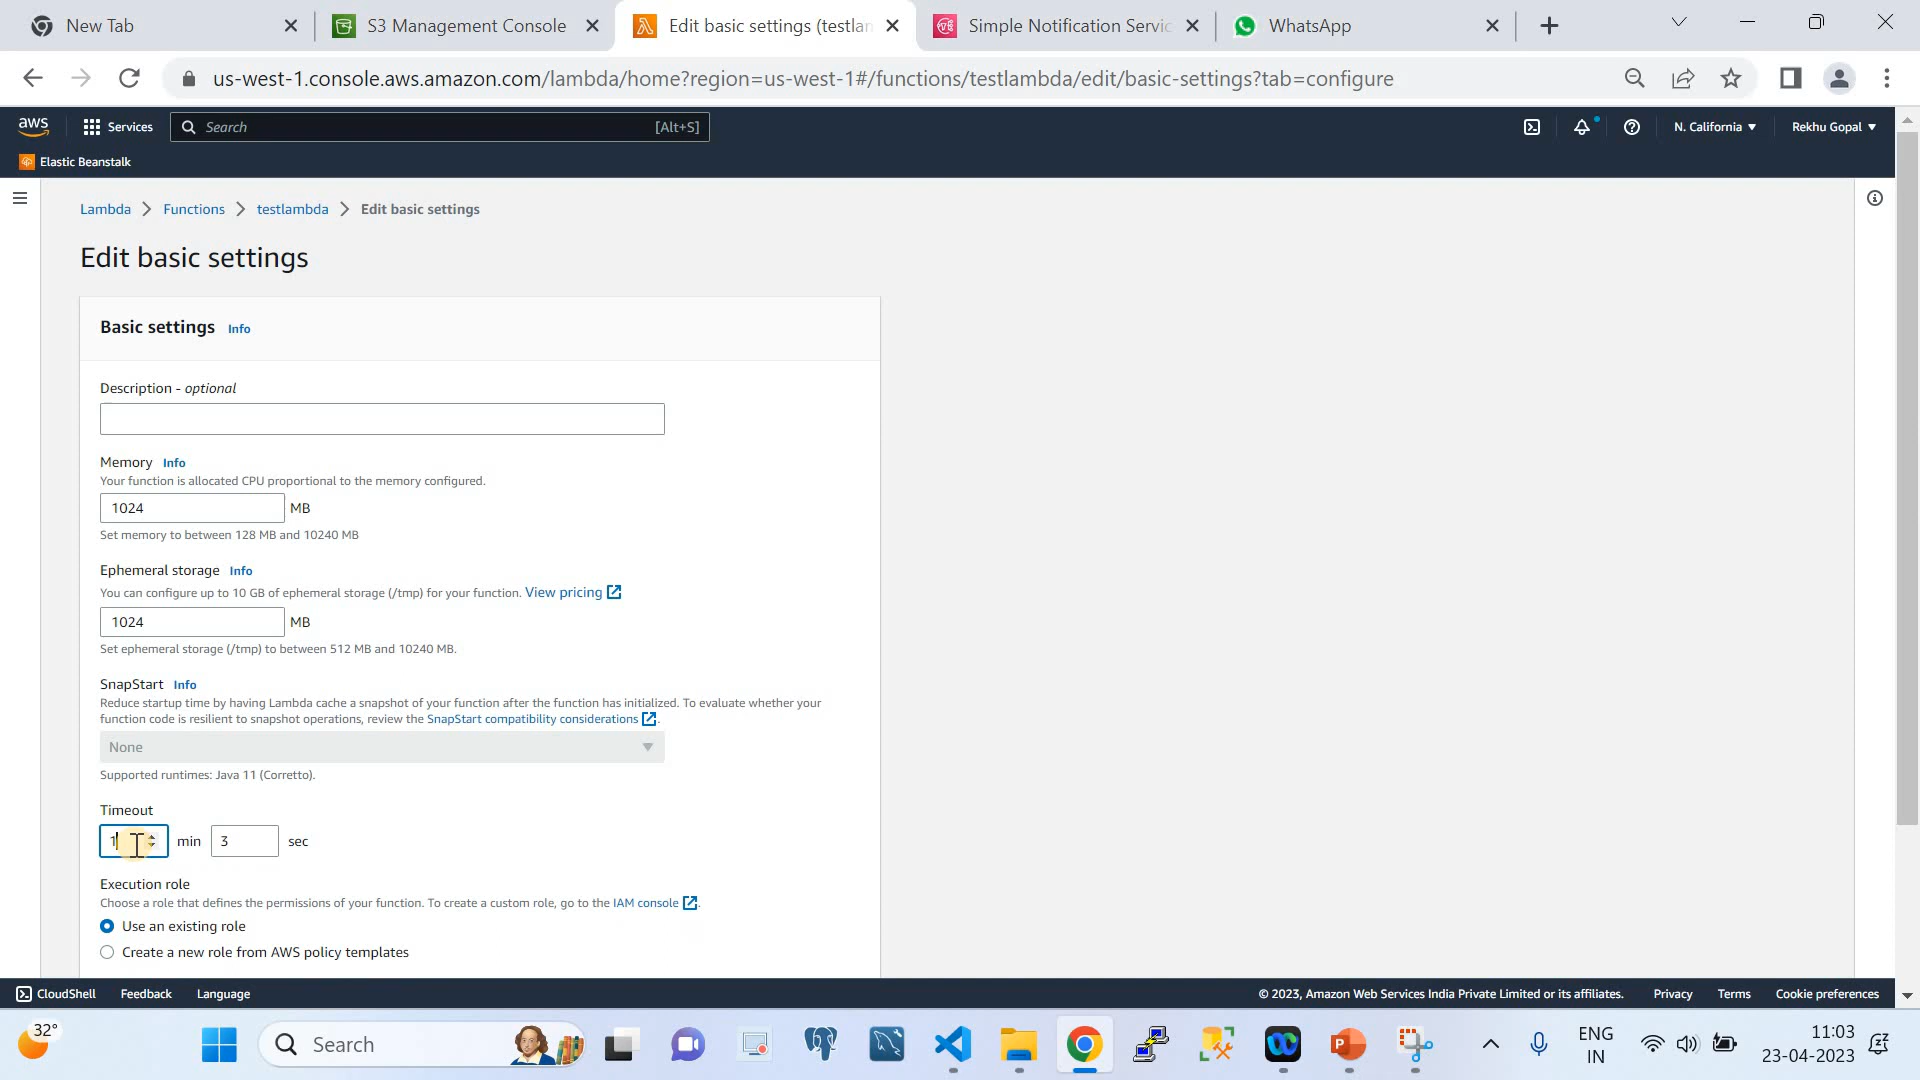 New Tab
S3 Management Console
Edit basic settings (testlan
Simple Notification Servic
WhatsApp
us-west-1.console.aws.amazon.com/lambda/home?region=us-west-1#/functions/testlambda/edit/basic-settings?tab=configure
aws
Services
Search
[Alt+S]
N. California
Rekhu Gopal
Elastic Beanstalk
Lambda
Functions
testlambda
Edit basic settings
Edit basic settings
Basic settings Info
Description - optional
Memory Info
Your function is allocated CPU proportional to the memory configured.
1024 MB
Set memory to between 128 MB and 10240 MB
Ephemeral storage Info
You can configure up to 10 GB of ephemeral storage (/tmp) for your function. View pricing
1024 MB
Set ephemeral storage (/tmp) to between 512 MB and 10240 MB.
SnapStart Info
Reduce startup time by having Lambda cache a snapshot of your function after the function has initialized. To evaluate whether your
function code is resilient to snapshot operations, review the SnapStart compatibility considerations .
None
Supported runtimes: Java 11 (Corretto).
Timeout
1 min 3 sec
Execution role
Choose a role that defines the permissions of your function. To create a custom role, go to the IAM console .
Use an existing role
Create a new role from AWS policy templates
CloudShell Feedback Language
© 2023, Amazon Web Services India Private Limited or its affiliates. Privacy Terms Cookie preferences
32°
Search
ENG
IN
11:03
23-04-2023